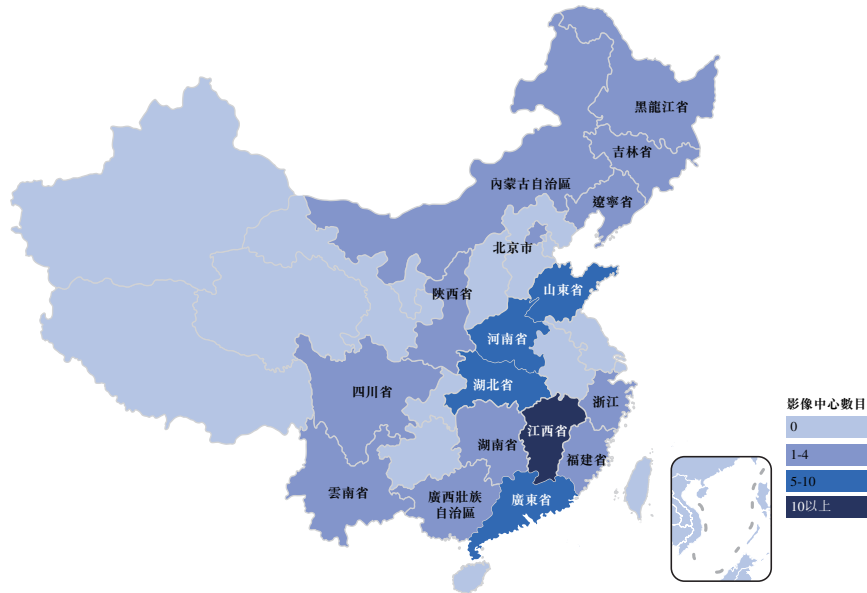 黑龍江省
吉林省
內蒙古自治區
遼寧省
北京市
陝西省
山東省
河南省
湖北省
四川省
浙江
江西省
湖南省
福建省
雲南省
廣西壯族
自治區
廣東省
影像中心數目
0
1-4
5-10
10以上